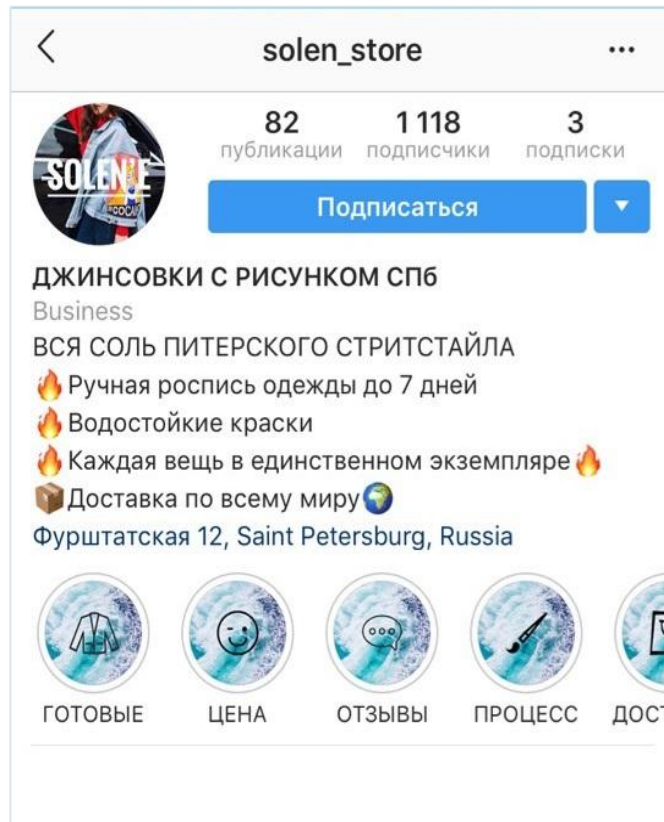 solen_store
SOLEN'E
82 1 118 3
публикации подписчики подписки
Подписаться
ДЖИНСОВКИ С РИСУНКОМ СПб
Business
ВСЯ СОЛЬ ПИТЕРСКОГО СТРИТСТАЙЛА
🔥Ручная роспись одежды до 7 дней
🔥Водостойкие краски
🔥Каждая вещь в единственном экземпляре🔥
📦Доставка по всему миру🌍
Фурштатская 12, Saint Petersburg, Russia
ГОТОВЫЕ ЦЕНА ОТЗЫВЫ ПРОЦЕСС